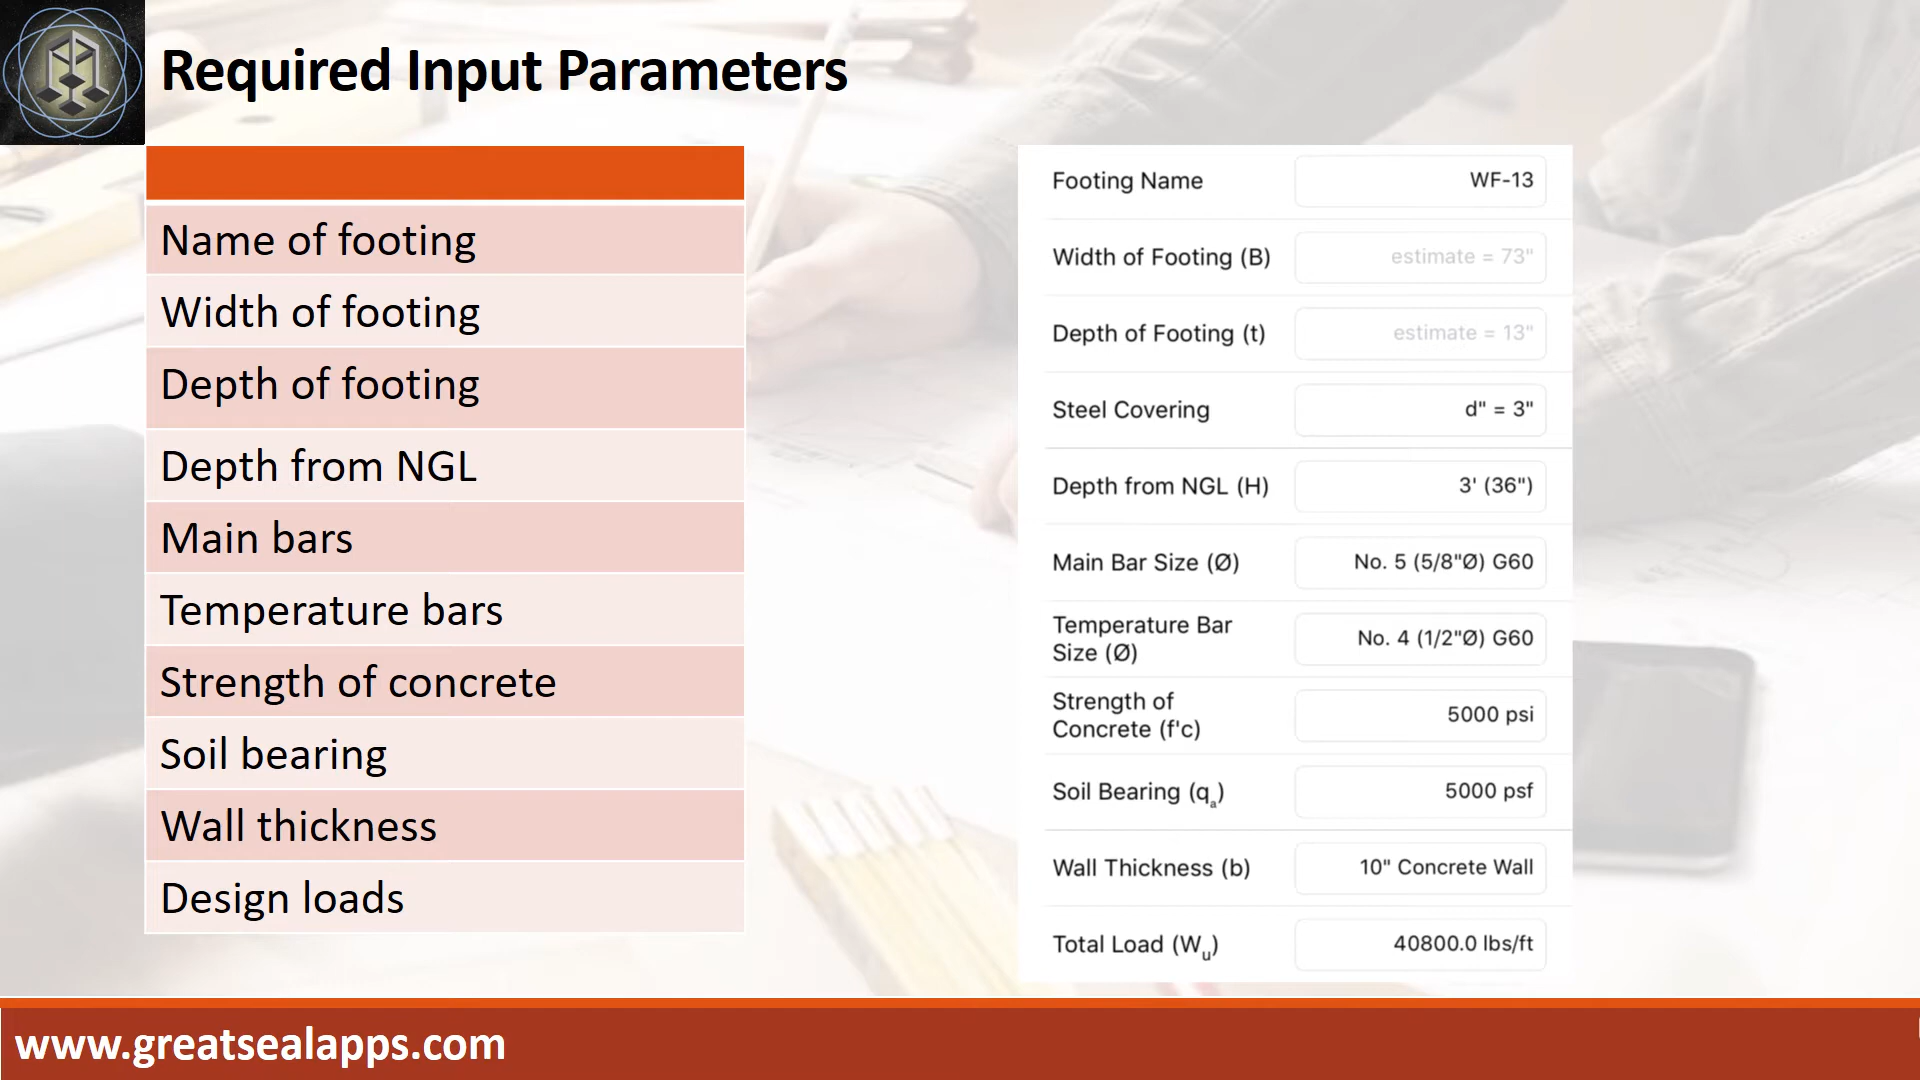 Required Input Parameters
Name of footing
Width of footing
Depth of footing
Depth from NGL
Main bars
Temperature bars
Strength of concrete
Soil bearing
Wall thickness
Design loads
Footing Name WF-13
Width of Footing (B) estimate = 73"
Depth of Footing (t) estimate = 13"
Steel Covering d" = 3"
Depth from NGL (H) 3' (36")
Main Bar Size (Ø) No. 5 (5/8"Ø) G60
Temperature Bar
Size (Ø) No. 4 (1/2"Ø) G60
Strength of
Concrete (f'c) 5000 psi
Soil Bearing (qa) 5000 psf
Wall Thickness (b) 10" Concrete Wall
Total Load (Wu) 40800.0 lbs/ft
www.greatsealapps.com